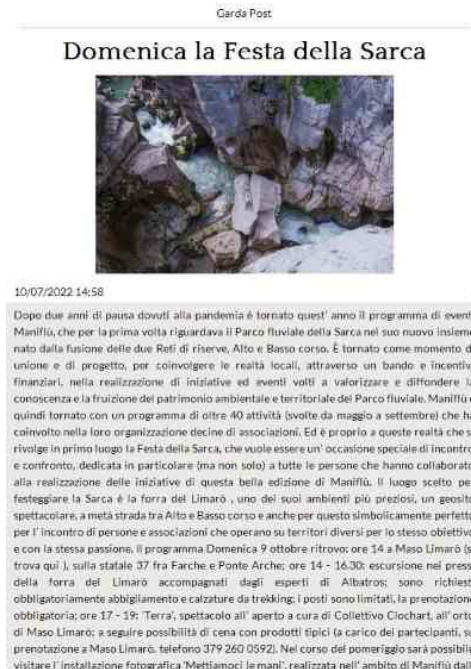 Garda Post
Domenica la Festa della Sarca
10/07/2022 14:58
Dopo due anni di pausa dovuti alla pandemia è tornato quest' anno il programma di event
Maniflù, che per la prima volta riguardava il Parco fluviale della Sarca nel suo nuovo insieme
nato dalla fusione delle due Reti di riserve, Alto e Basso corso. È tornato come momento d
unione e di progetto, per coinvolgere le realtà locali, attraverso un bando e incentiv
finanziari, nella realizzazione di iniziative ed eventi volti a valorizzare e diffondere l
conoscenza e la fruizione del patrimonio ambientale e territoriale del Parco fluviale. Maniflù
quindi tornato con un programma di oltre 40 attività (svolte da maggio a settembre) che ha
coinvolto nella loro organizzazione decine di associazioni. Ed è proprio a queste realtà che s
rivolge in primo luogo la Festa della Sarca, che vuole essere un' occasione speciale di incontro
e confronto, dedicata in particolare (ma non solo) a tutte le persone che hanno collaborato
alla realizzazione delle iniziative di questa bella edizione di Maniflù. Il luogo scelto pe
festeggiare la Sarca è la forra del Limarò , uno dei suoi ambienti più preziosi, un geosito
spettacolare, a metà strada tra Alto e Basso corso e anche per questo simbolicamente perfetto
per l' incontro di persone e associazioni che operano su territori diversi per lo stesso obiettivo
e con la stessa passione. Il programma Domenica 9 ottobre ritrovo: ore 14 a Maso Limarò (s
trova qui ), sulla statale 37 fra Farche e Ponte Arche; ore 14 - 16.30: escursione nei press
della forra del Limarò accompagnati dagli esperti di Albatros; sono richiest
obbligatoriamente abbigliamento e calzature da trekking; i posti sono limitati, la prenotazione
obbligatoria; ore 17 - 19: 'Terra', spettacolo all' aperto a cura di Collettivo Clochart, all' orto
di Maso Limarò; a seguire possibilità di cena con prodotti tipici (a carico dei partecipanti, s
prenotazione a Maso Limarò, telefono 379 260 0592). Nel corso del pomeriggio sarà possibile
visitare l' installazione fotografica 'Mettiamoci le mani', realizzata nell' ambito di Maniflù